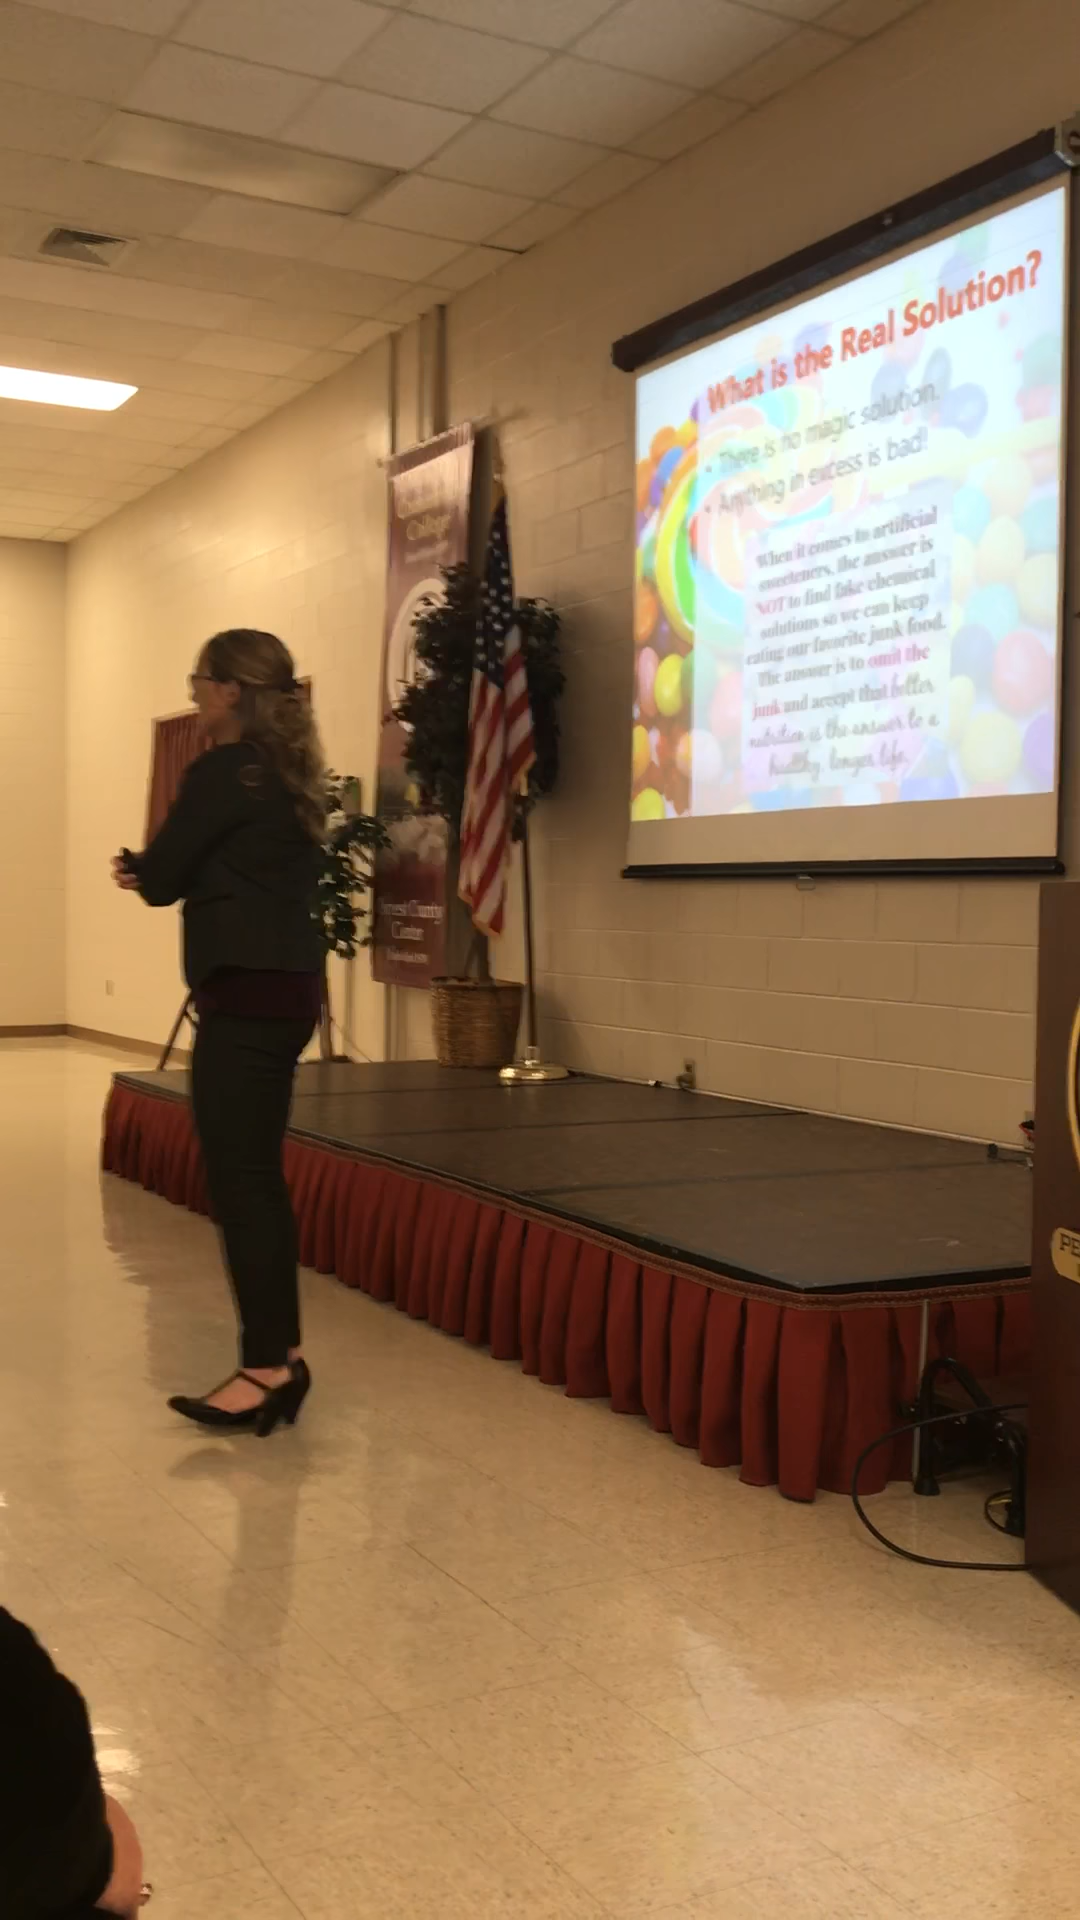 What is the Real Solution?
• There is no magic solution.
• Anything in excess is bad!
When it comes to artificial
sweeteners, the answer is
NOT to find fake chemical
solutions so we can keep
eating our favorite junk food.
The answer is to omit the
junk and accept that better
nutrition is the answer to a
healthy, longer life.
College
Center
PE